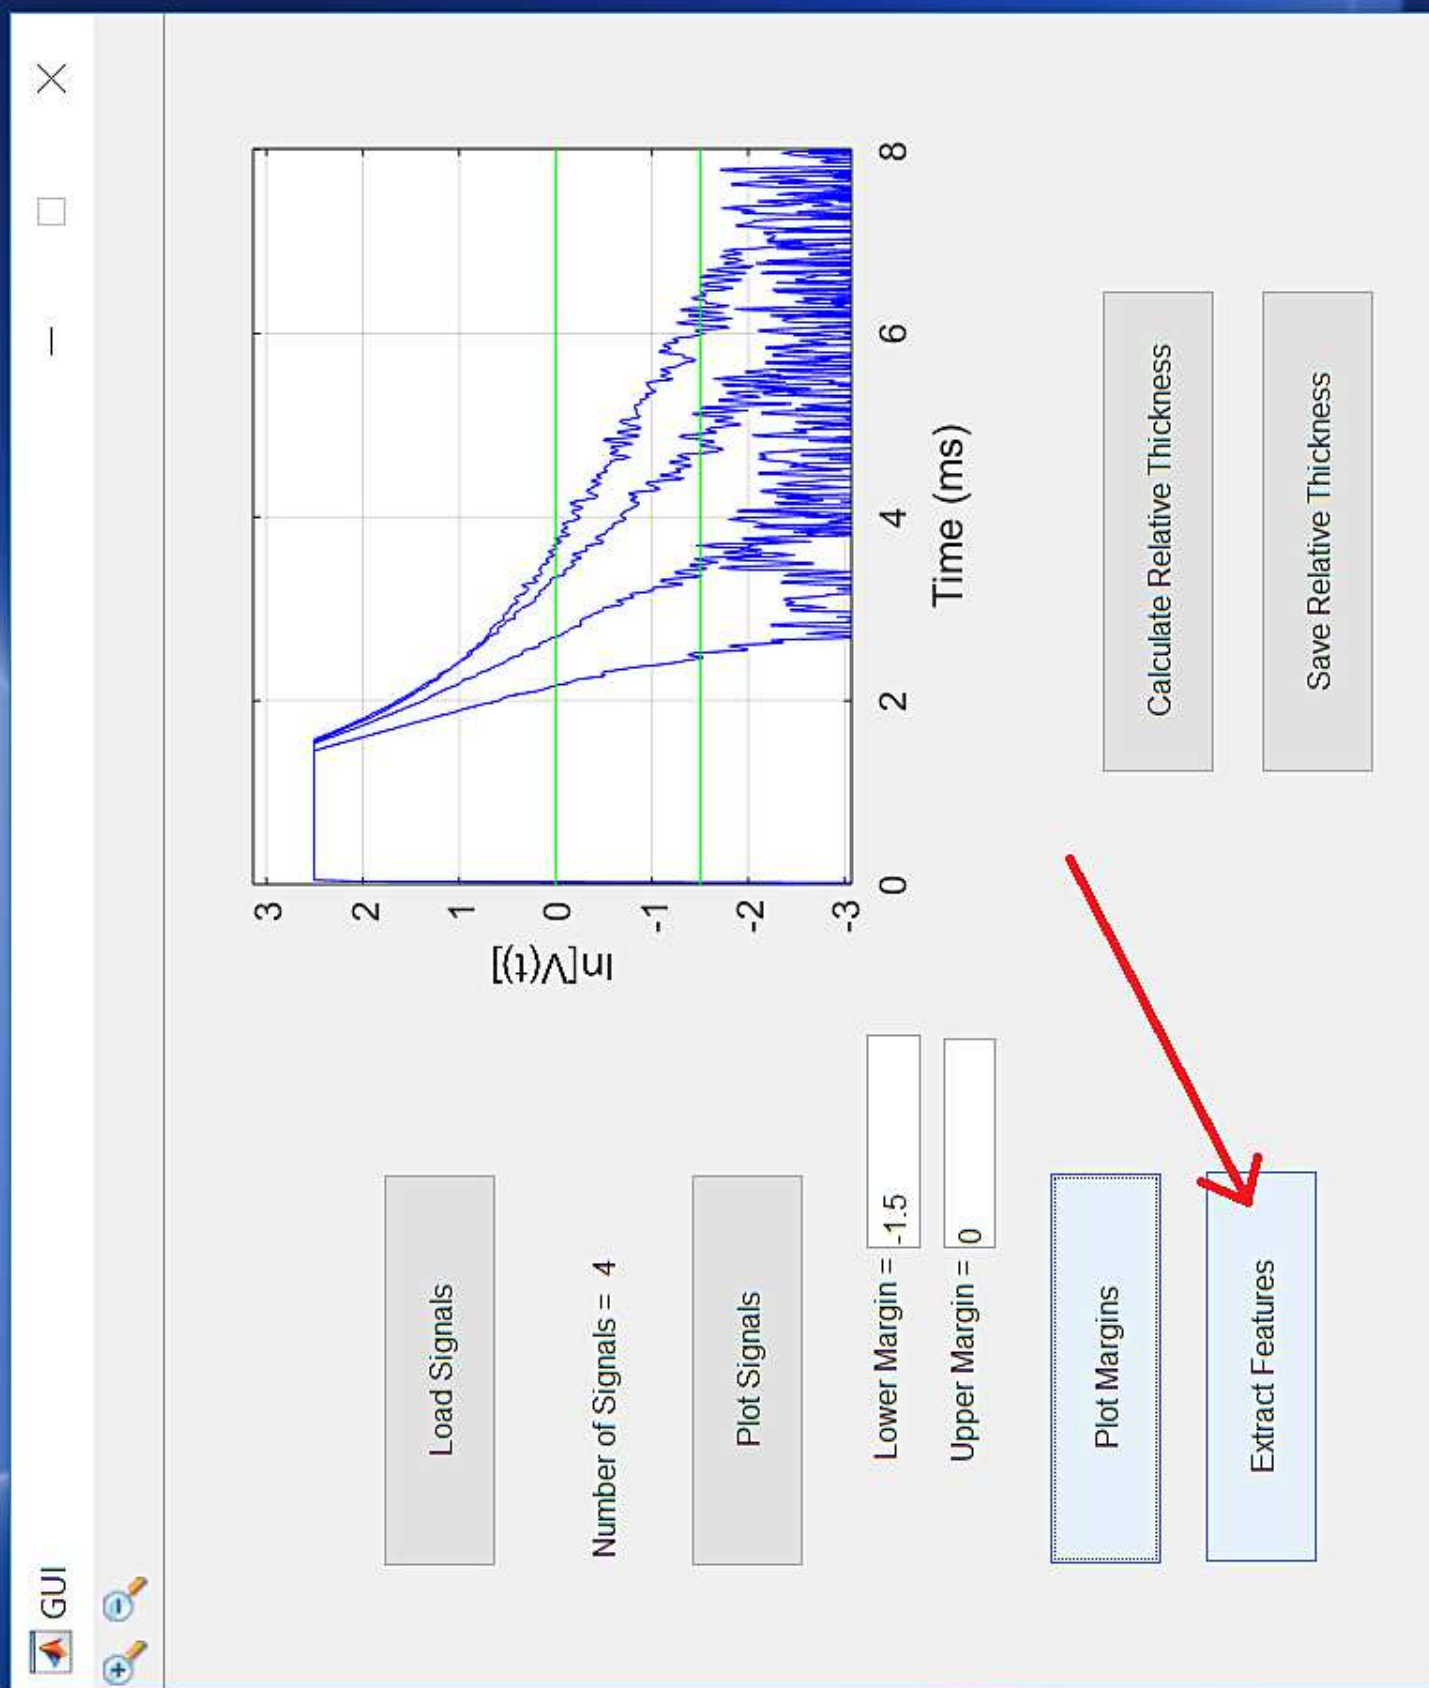 GUI
Load Signals
Number of Signals = 4
Plot Signals
Lower Margin = -1.5
Upper Margin = 0
Plot Margins
Extract Features
ln[V(t)]
3
2
1
0
-1
-2
-3
0 2 4 6 8
Time (ms)
Calculate Relative Thickness
Save Relative Thickness